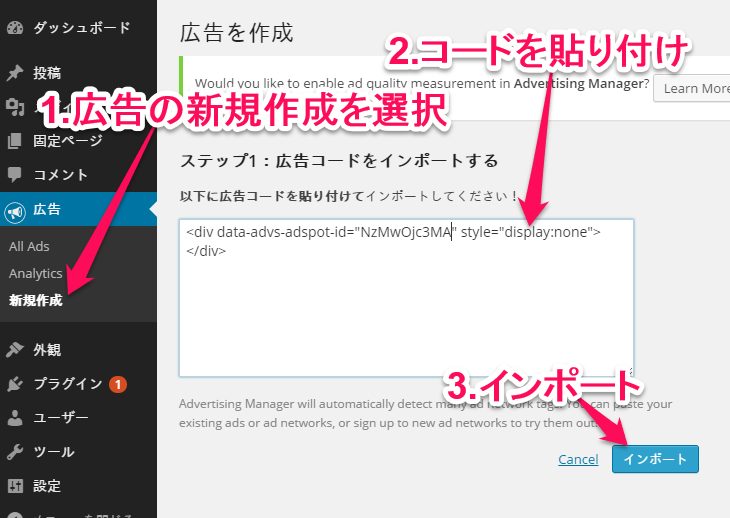 ダッシュボード
投稿
固定ページ
コメント
広告
All Ads
Analytics
新規作成
外観
プラグイン 1
ユーザー
ツール
設定
メニューを閉じる
広告を作成
2.コードを貼り付け
Would you like to enable ad quality measurement in Advertising Manager?
Learn More
1.広告の新規作成を選択
ステップ1：広告コードをインポートする
以下に広告コードを貼り付けてインポートしてください！
<div data-advs-adspot-id="NzMwOjc3MA" style="display:none">
</div>
3.インポート
Advertising Manager will automatically detect many ad network tags. You can paste your
existing ads or ad networks, or sign up to new ad networks to try them out.
Cancel
インポート